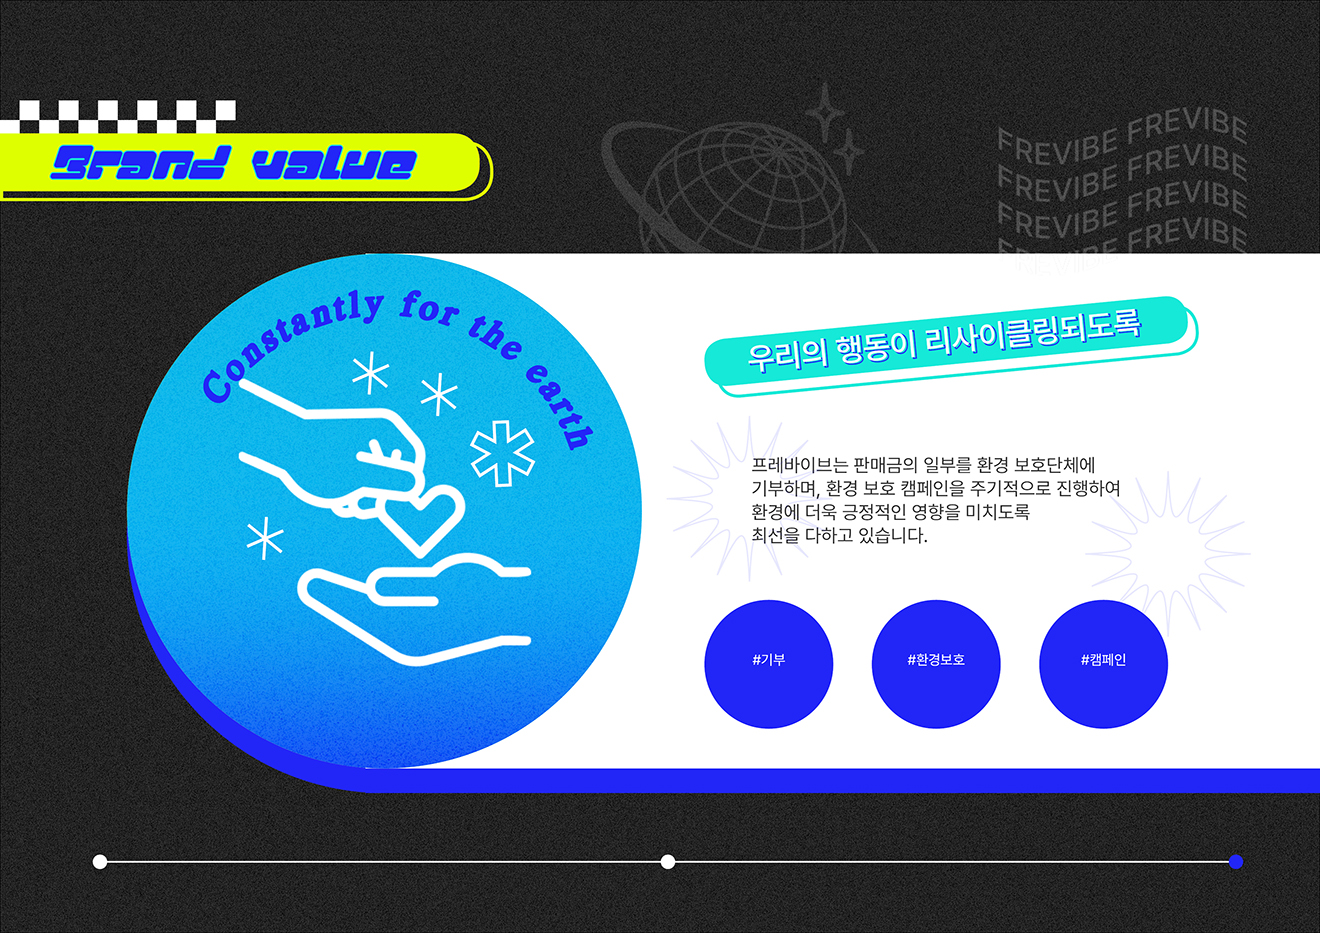 Brand value
FREVIBE FREVIBE
FREVIBE FREVIBE
FREVIBE FREVIBE
FREVIBE FREVIBE
Constantly for the earth
우리의 행동이 리사이클링되도록
프레바이브는 판매금의 일부를 환경 보호단체에
기부하며, 환경 보호 캠페인을 주기적으로 진행하여
환경에 더욱 긍정적인 영향을 미치도록
최선을 다하고 있습니다.
#기부
#환경보호
#캠페인